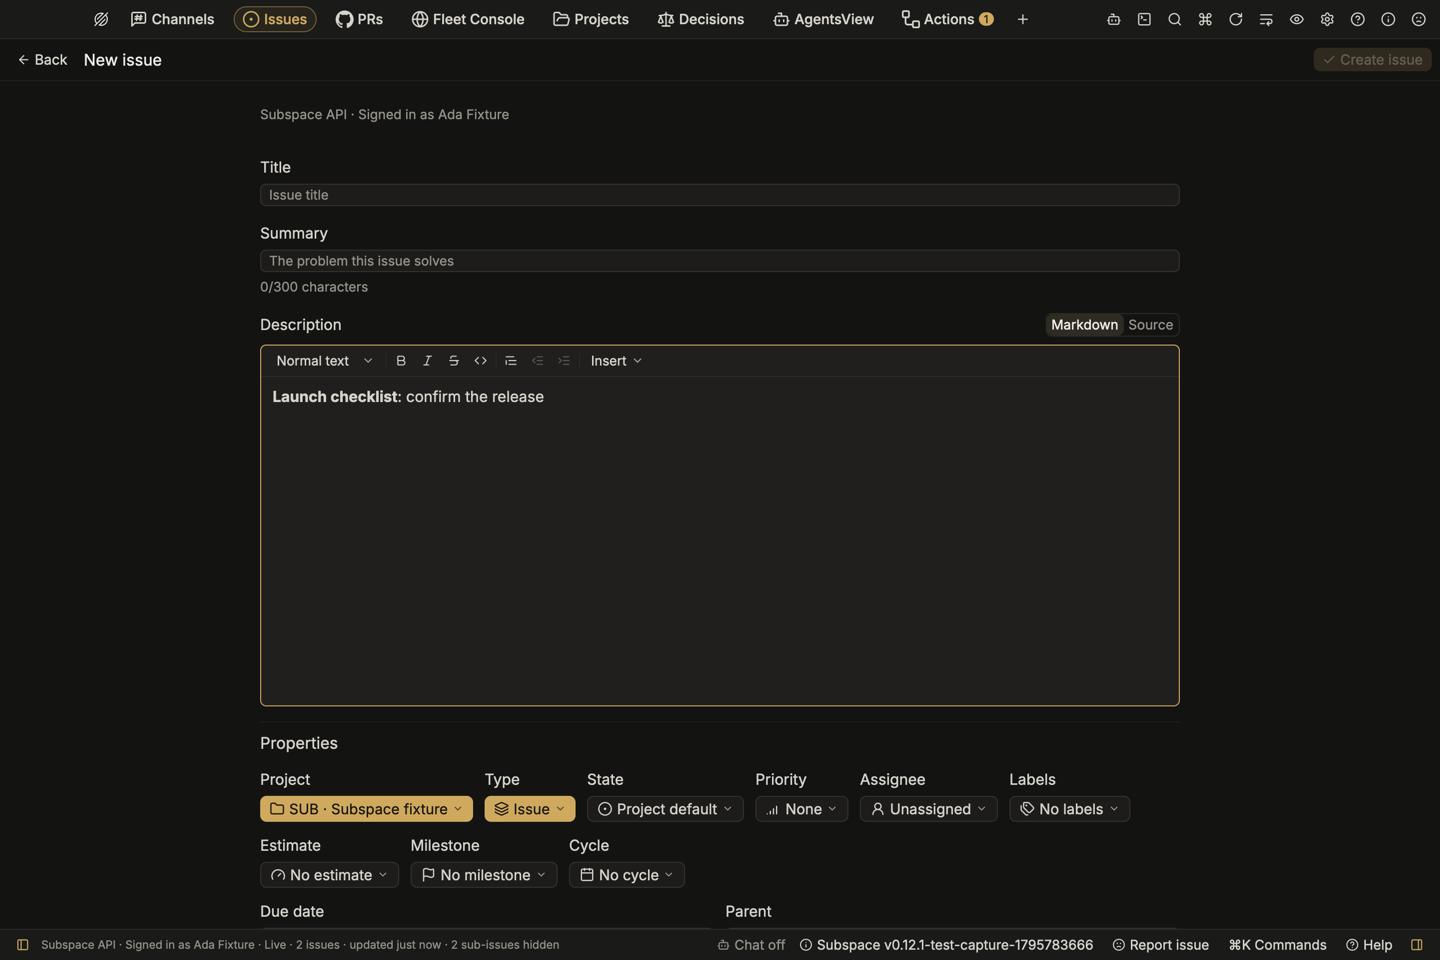 Channels Issues PRs Fleet Console Projects Decisions AgentsView Actions 1
Back New issue Create issue
Subspace API · Signed in as Ada Fixture
Title
Issue title
Summary
The problem this issue solves
0/300 characters
Description Markdown Source
Normal text B I S Insert
Launch checklist: confirm the release
Properties
Project Type State Priority Assignee Labels
SUB · Subspace fixture Issue Project default None Unassigned No labels
Estimate Milestone Cycle
No estimate No milestone No cycle
Due date Parent
Subspace API · Signed in as Ada Fixture · Live · 2 issues · updated just now · 2 sub-issues hidden Chat off Subspace v0.12.1-test-capture-1795783666 Report issue ⌘K Commands Help